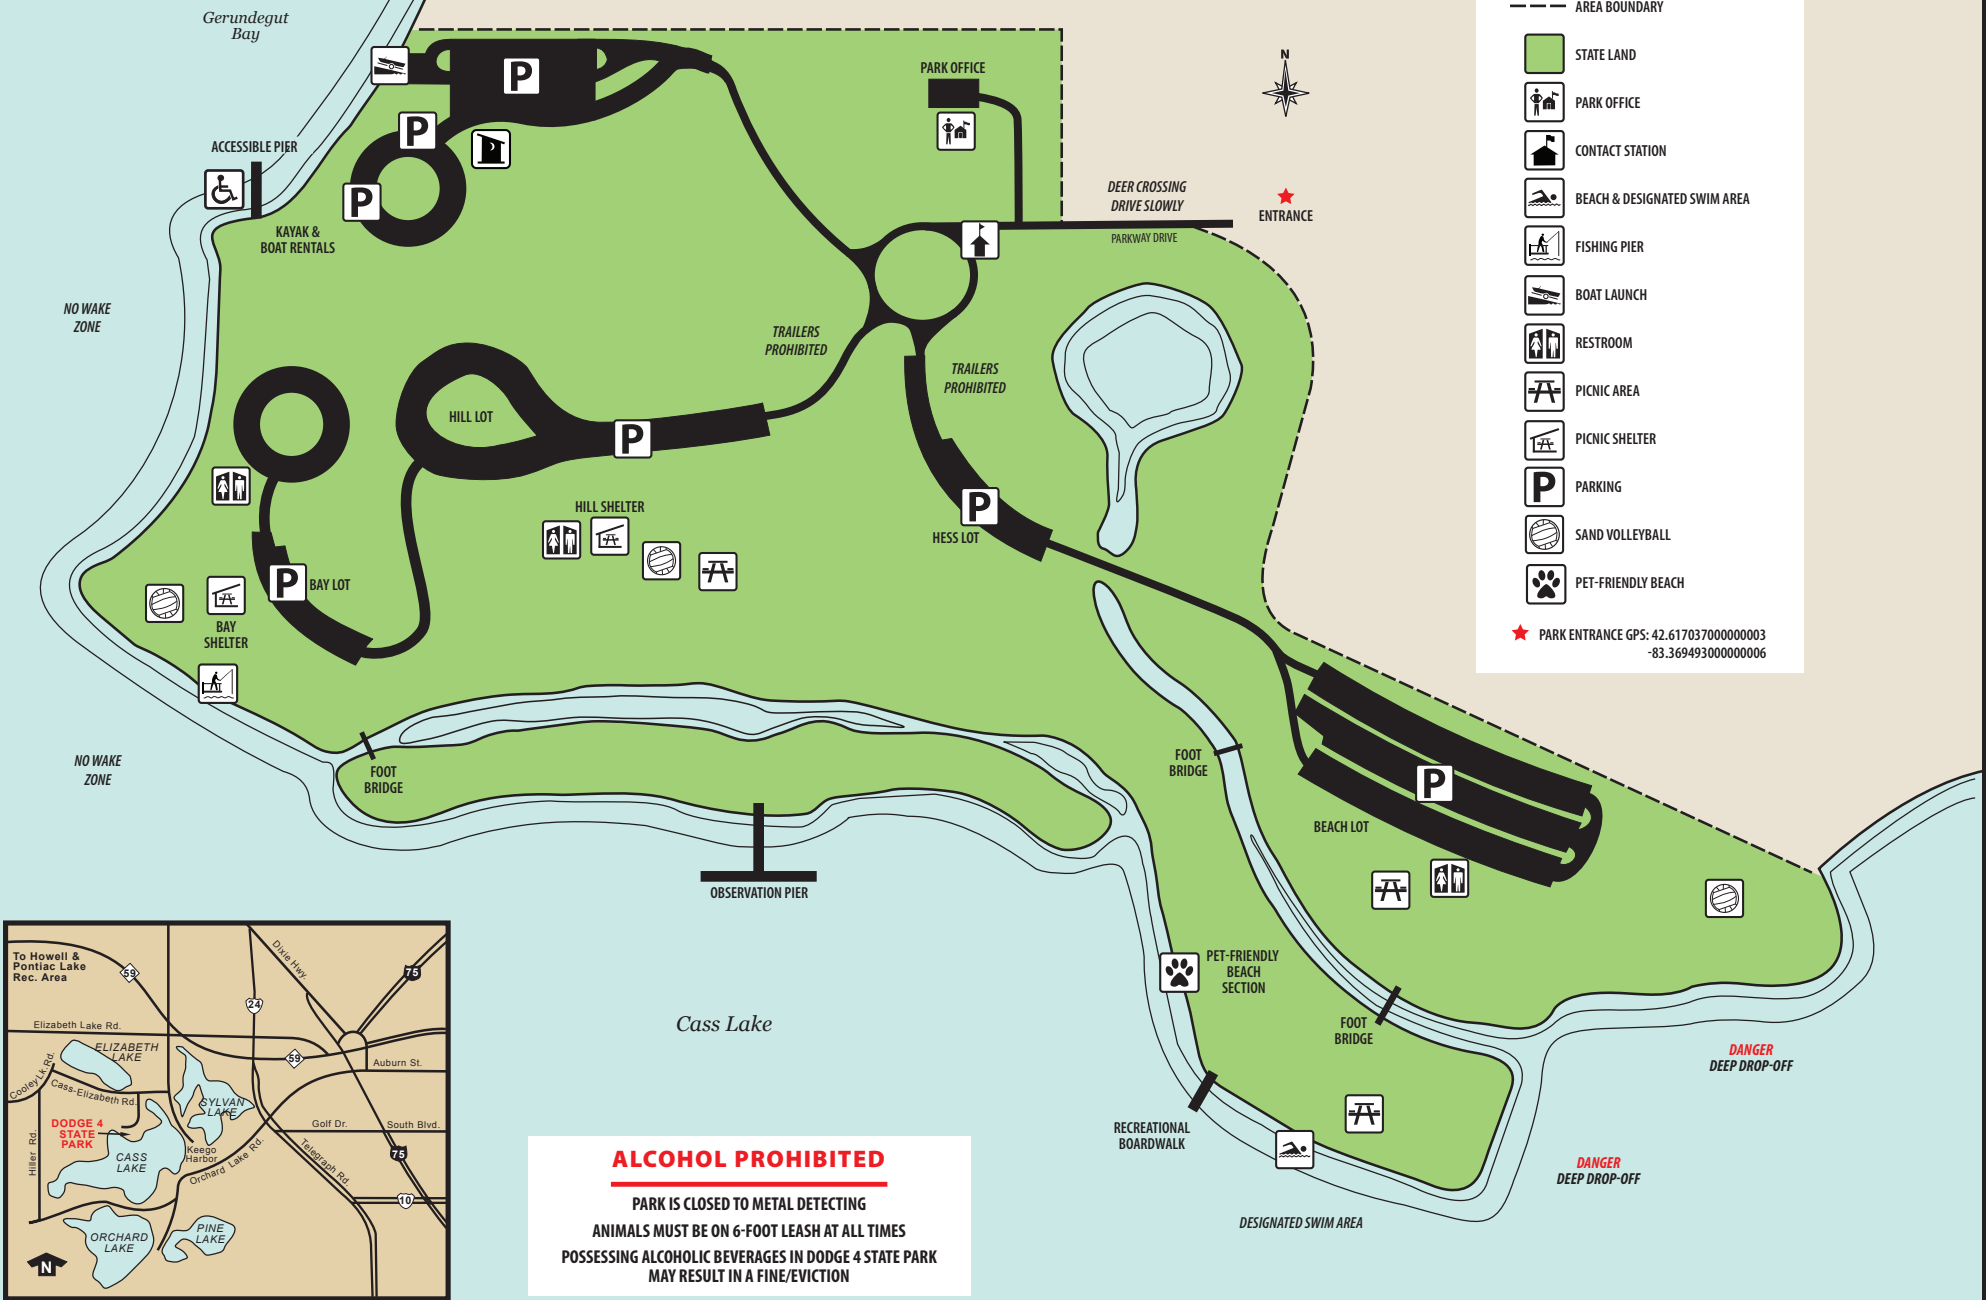 Gerundegut
Bay
AREA BOUNDARY
STATE LAND
PARK OFFICE
CONTACT STATION
BEACH & DESIGNATED SWIM AREA
FISHING PIER
BOAT LAUNCH
RESTROOM
PICNIC AREA
PICNIC SHELTER
P
PARKING
SAND VOLLEYBALL
PET-FRIENDLY BEACH
PARK ENTRANCE GPS: 42.617037000000003
-83.369493000000006
N
P
PARK OFFICE
P
ACCESSIBLE PIER
P
KAYAK &
BOAT RENTALS
DEER CROSSING
DRIVE SLOWLY
PARKWAY DRIVE
ENTRANCE
NO WAKE
ZONE
TRAILERS
PROHIBITED
TRAILERS
PROHIBITED
HILL LOT
P
HILL SHELTER
P
HESS LOT
P
BAY LOT
BAY
SHELTER
NO WAKE
ZONE
FOOT
BRIDGE
FOOT
BRIDGE
P
BEACH LOT
OBSERVATION PIER
PET-FRIENDLY
BEACH
SECTION
Cass Lake
FOOT
BRIDGE
DANGER
DEEP DROP-OFF
RECREATIONAL
BOARDWALK
DANGER
DEEP DROP-OFF
DESIGNATED SWIM AREA
ALCOHOL PROHIBITED
PARK IS CLOSED TO METAL DETECTING
ANIMALS MUST BE ON 6-FOOT LEASH AT ALL TIMES
POSSESSING ALCOHOLIC BEVERAGES IN DODGE 4 STATE PARK
MAY RESULT IN A FINE/EVICTION
To Howell &
Pontiac Lake
Rec. Area
59
Dixie Hwy.
75
24
Elizabeth Lake Rd.
ELIZABETH
LAKE
59
Auburn St.
Cooley Lk. Rd.
Cass-Elizabeth Rd.
SYLVAN
LAKE
DODGE 4
STATE
PARK
Golf Dr.
South Blvd.
Hiller Rd.
CASS
LAKE
Keego
Harbor
Orchard Lake Rd.
Telegraph Rd.
75
10
ORCHARD
LAKE
PINE
LAKE
N